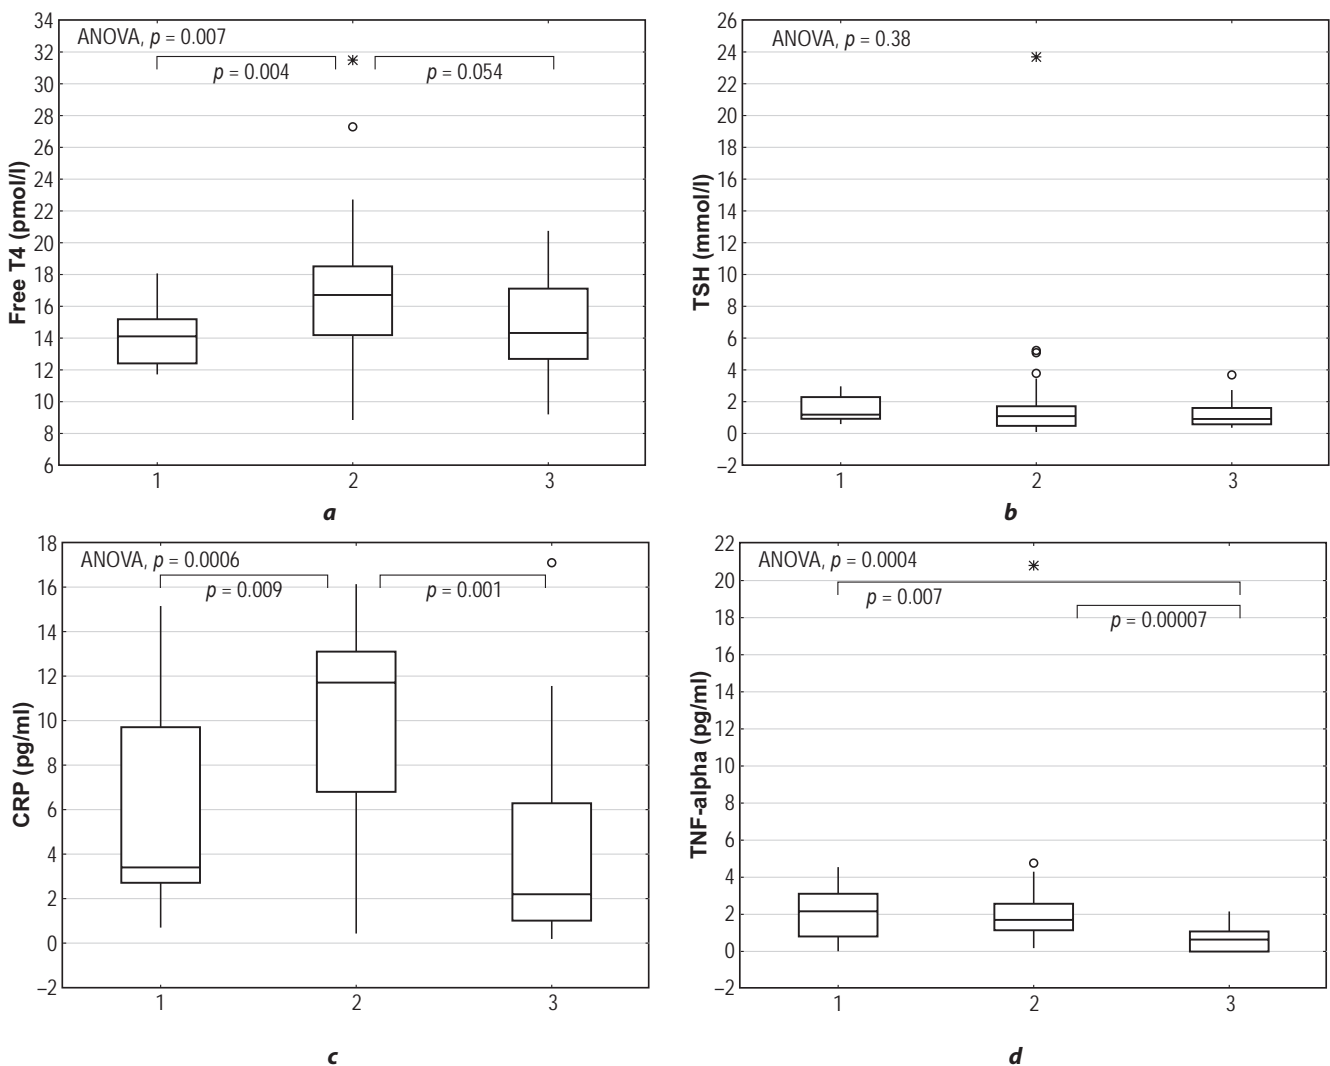 ANOVA, p = 0.007
p = 0.004
p = 0.054
Free T4 (pmol/l)
34
32
30
28
26
24
22
20
18
16
14
12
10
8
6
1 2 3
a
ANOVA, p = 0.38
TSH (mmol/l)
26
24
22
20
18
16
14
12
10
8
6
4
2
0
–2
1 2 3
b
ANOVA, p = 0.0006
p = 0.009
p = 0.001
CRP (pg/ml)
18
16
14
12
10
8
6
4
2
0
–2
1 2 3
c
ANOVA, p = 0.0004
p = 0.007
p = 0.00007
TNF-alpha (pg/ml)
22
20
18
16
14
12
10
8
6
4
2
0
–2
1 2 3
d